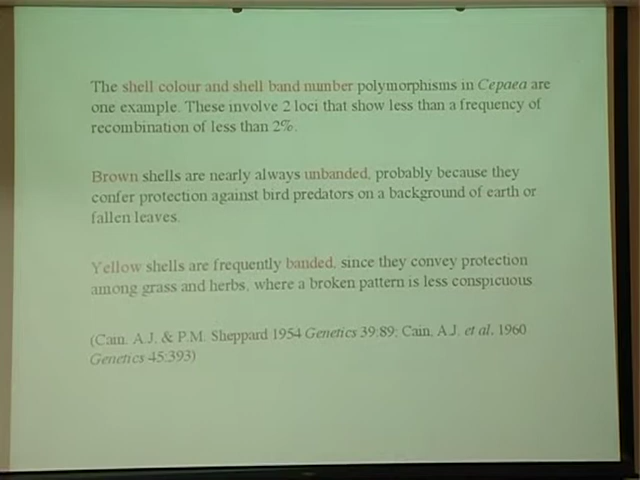 The shell colour and shell band number polymorphisms in Cepaea are
one example. These involve 2 loci that show less than a frequency of
recombination of less than 2%.
Brown shells are nearly always unbanded, probably because they
confer protection against bird predators on a background of earth or
fallen leaves.
Yellow shells are frequently banded, since they convey protection
among grass and herbs, where a broken pattern is less conspicuous
(Cain, A.J. & P.M. Sheppard 1954 Genetics 39:89; Cain, A.J. et al. 1960
Genetics 45:393)